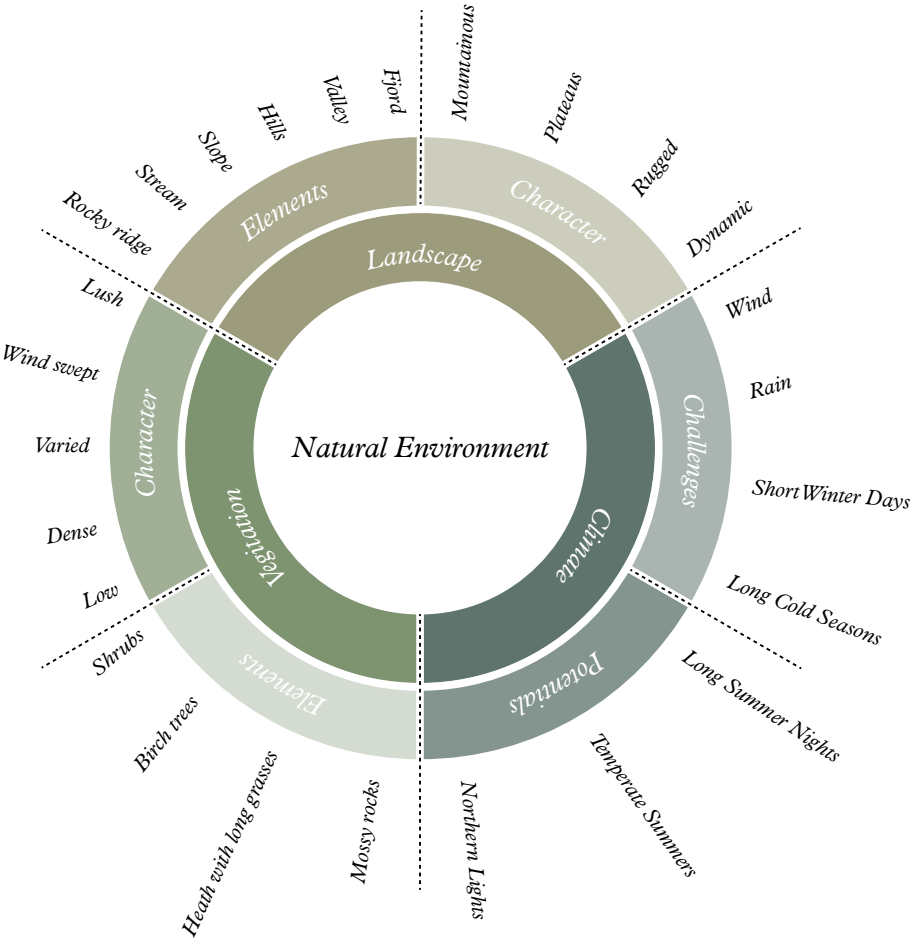 Natural Environment
Landscape
Elements
Rocky ridge
Stream
Slope
Hills
Valley
Fjord
Character
Mountainous
Plateaus
Rugged
Dynamic
Climate
Challenges
Wind
Rain
Short Winter Days
Long Cold Seasons
Potentials
Long Summer Nights
Temperate Summers
Northern Lights
Vegitation
Elements
Mossy rocks
Heath with long grasses
Birch trees
Shrubs
Character
Low
Dense
Varied
Wind swept
Lush